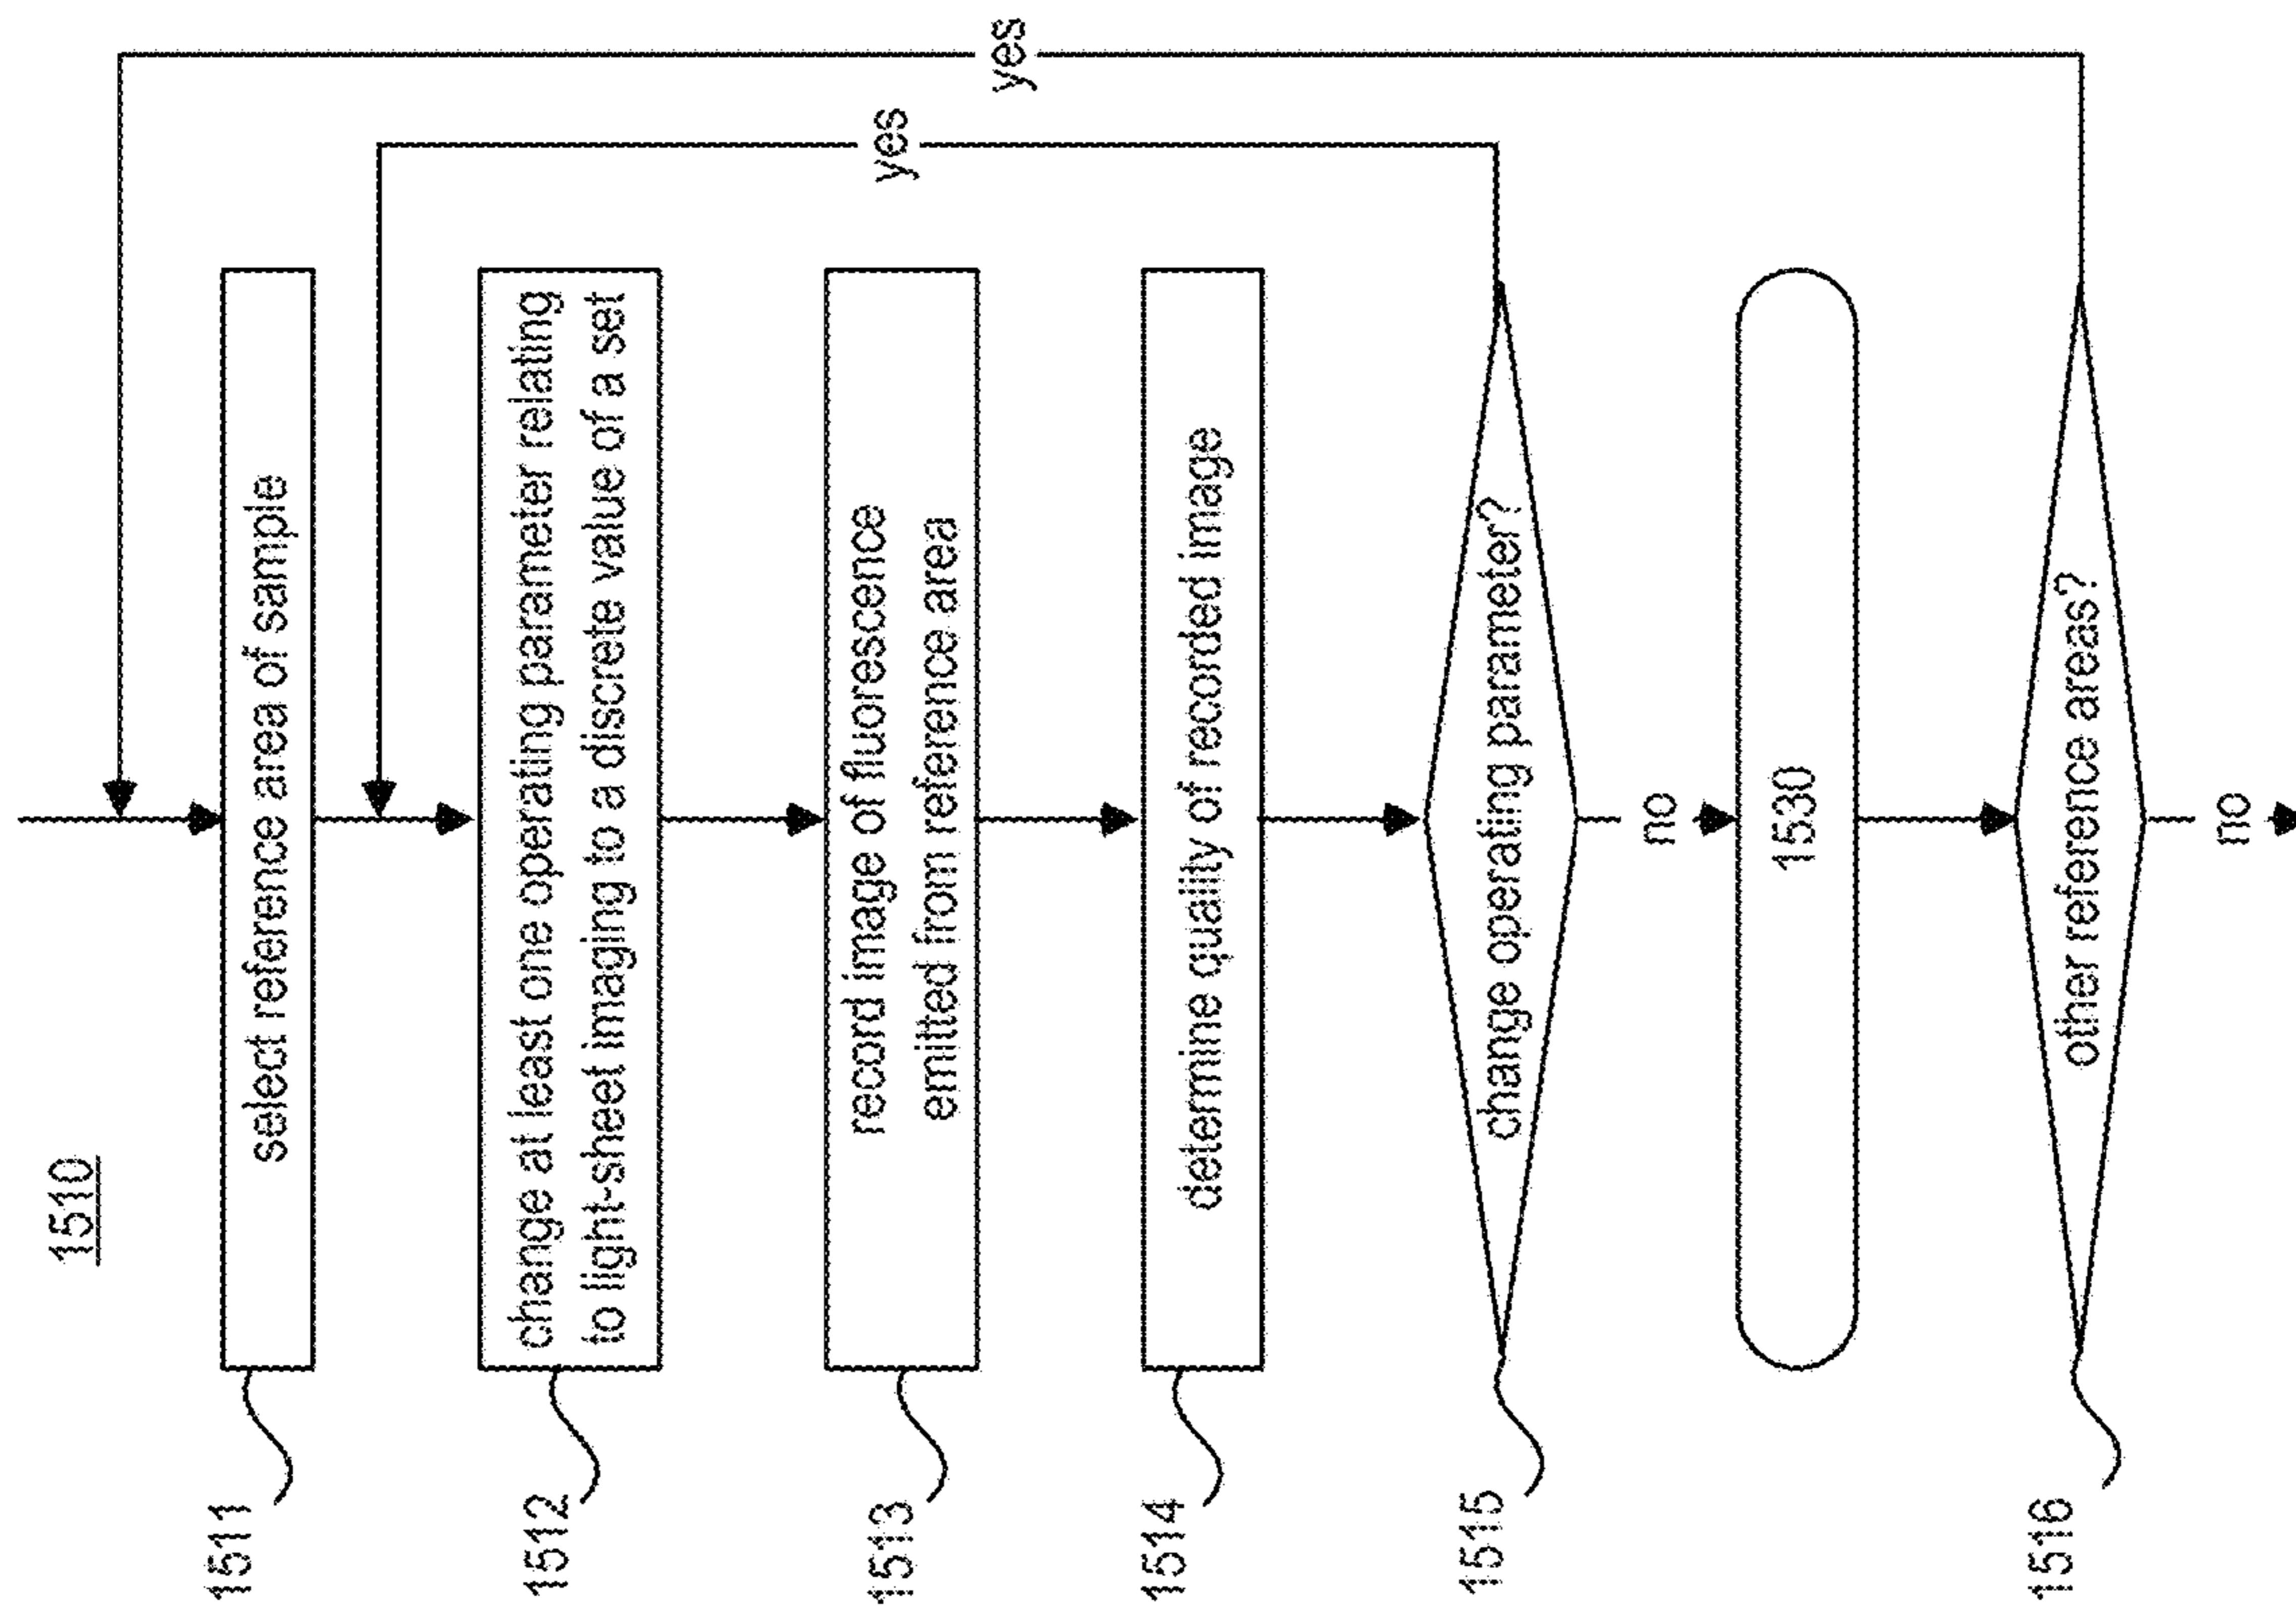 1510
1511
select reference area of sample
1512
change at least one operating parameter relating
to light-sheet imaging to a discrete value of a set
1513
record image of fluorescence
emitted from reference area
1514
determine quality of recorded image
1515
change operating parameter?
yes
no
1530
1516
other reference areas?
yes
no